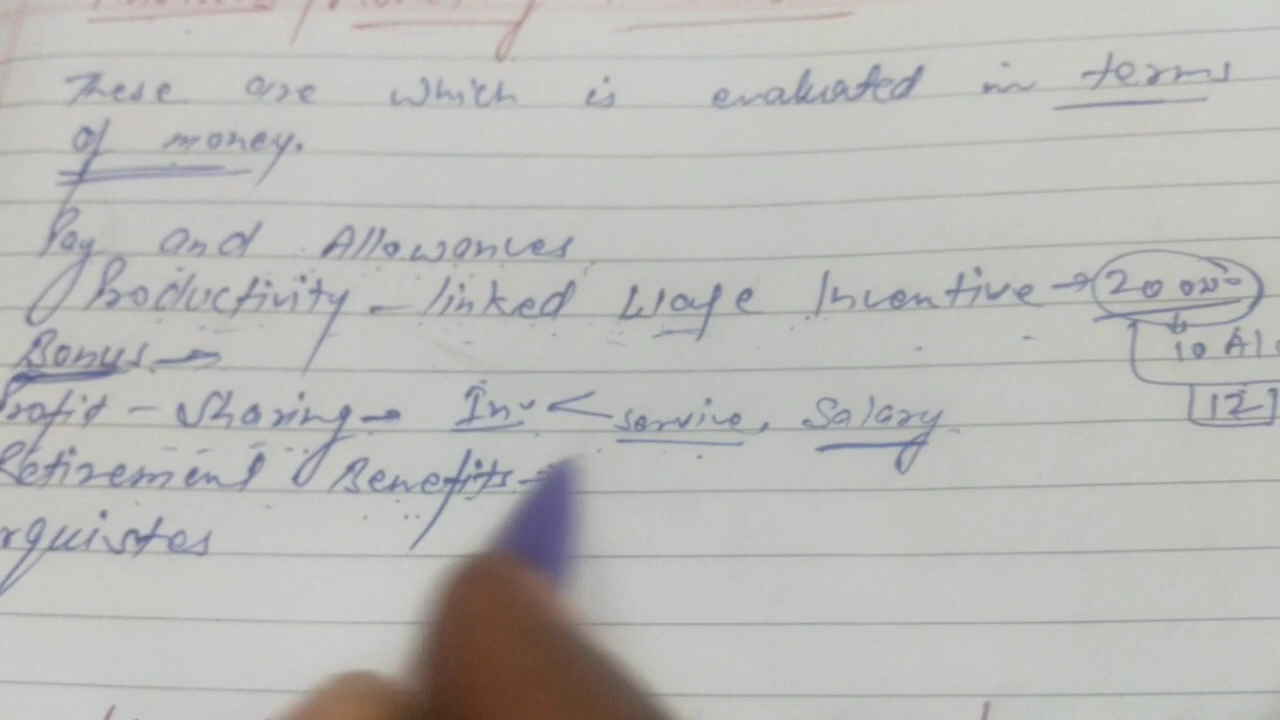 These are which is evaluated in terms
of money.
Pay and Allowances
Productivity - linked Wage Incentive → 20000
10 A
Bonus →
Profit - Sharing → Inv < service, Salary
12
Retirement Benefits →
rquistes